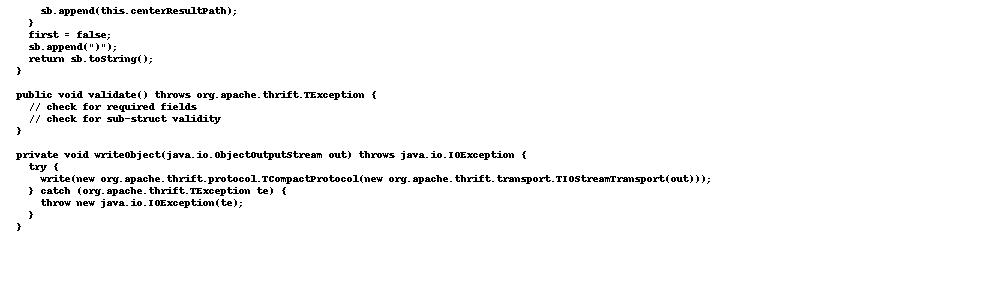 sb.append(this.centerResultPath);
}
first = false;
sb.append(")");
return sb.toString();
}
public void validate() throws org.apache.thrift.TException {
// check for required fields
// check for sub-struct validity
}
private void writeObject(java.io.ObjectOutputStream out) throws java.io.IOException {
try {
write(new org.apache.thrift.protocol.TCompactProtocol(new org.apache.thrift.transport.TIOStreamTransport(out)));
} catch (org.apache.thrift.TException te) {
throw new java.io.IOException(te);
}
}